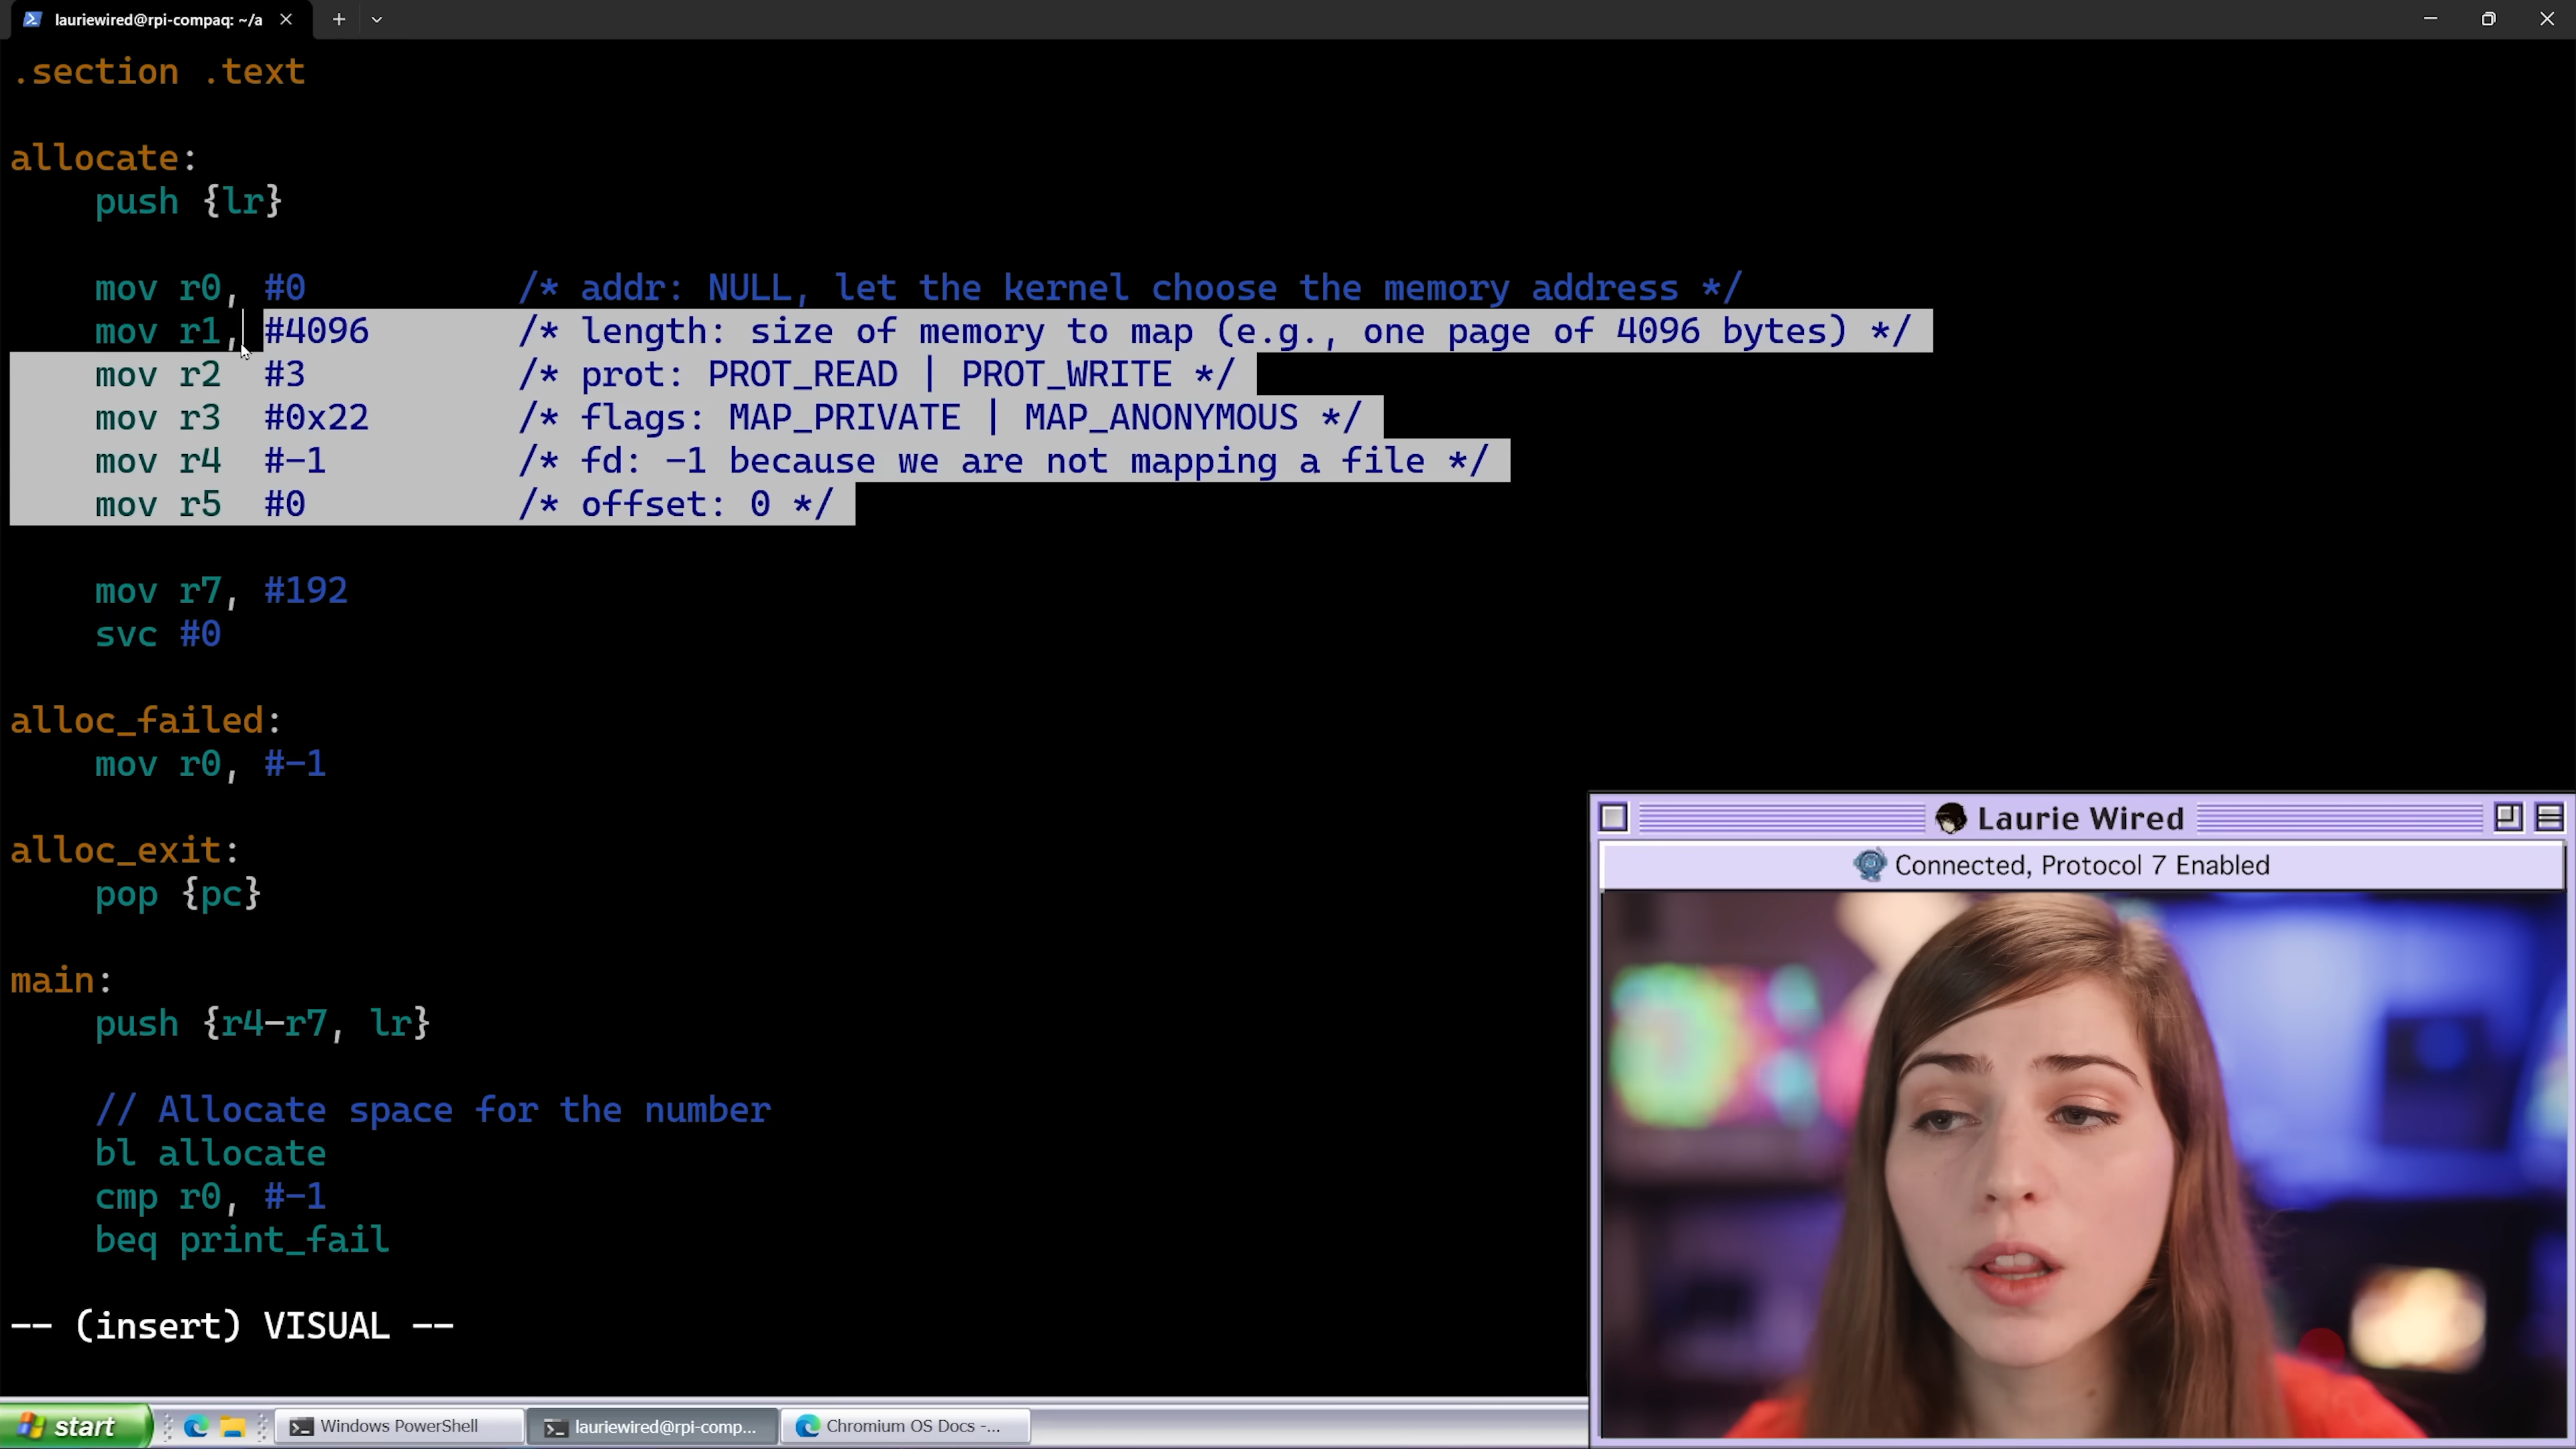 lauriewired@rpi-compaq: ~/a
.section .text
allocate:
push {lr}
mov r0, #0 /* addr: NULL, let the kernel choose the memory address */
mov r1, #4096 /* length: size of memory to map (e.g., one page of 4096 bytes) */
mov r2 #3 /* prot: PROT_READ | PROT_WRITE */
mov r3 #0x22 /* flags: MAP_PRIVATE | MAP_ANONYMOUS */
mov r4 #-1 /* fd: -1 because we are not mapping a file */
mov r5 #0 /* offset: 0 */
mov r7, #192
svc #0
alloc_failed:
mov r0, #-1
alloc_exit:
pop {pc}
main:
push {r4-r7, lr}
// Allocate space for the number
bl allocate
cmp r0, #-1
beq print_fail
-- (insert) VISUAL --
Laurie Wired
Connected, Protocol 7 Enabled
start
Windows PowerShell
lauriewired@rpi-comp...
Chromium OS Docs -...